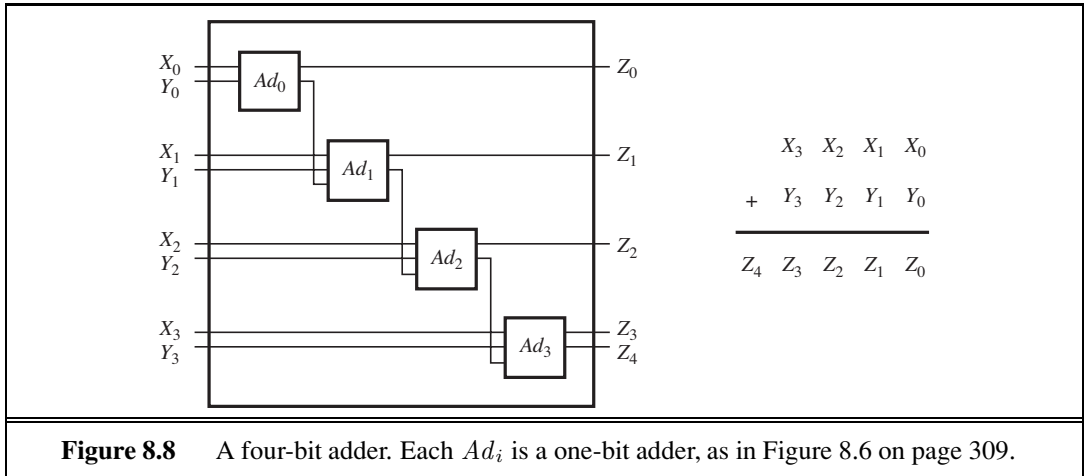 X0 Ad0 Z0
Y0
X1 Ad1 Z1
Y1
X2 Ad2 Z2
Y2
X3 Ad3 Z3
Y3 Z4
X3 X2 X1 X0
+ Y3 Y2 Y1 Y0
Z4 Z3 Z2 Z1 Z0
Figure 8.8 A four-bit adder. Each Adi is a one-bit adder, as in Figure 8.6 on page 309.